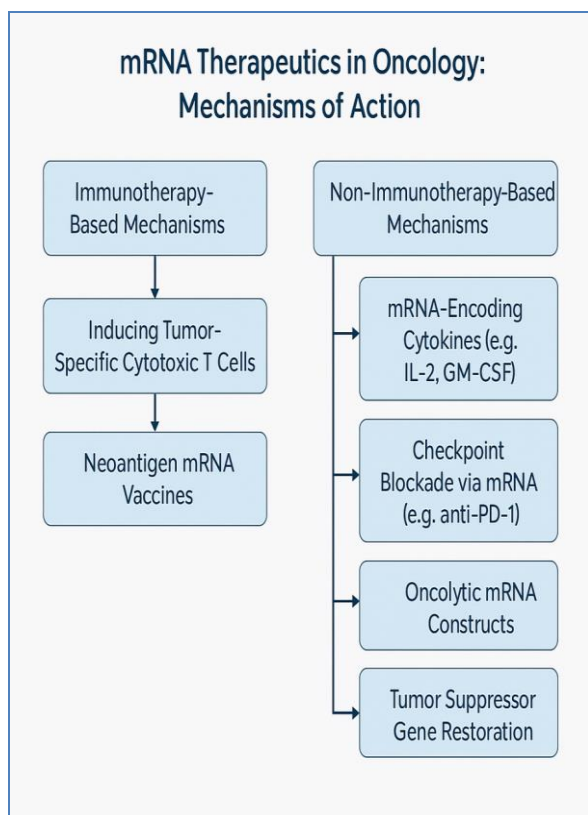 mRNA Therapeutics in Oncology:
Mechanisms of Action
Immunotherapy-
Based Mechanisms
Inducing Tumor-
Specific Cytotoxic T Cells
Neoantigen mRNA
Vaccines
Non-Immunotherapy-Based
Mechanisms
mRNA-Encoding
Cytokines (e.g.
IL-2, GM-CSF)
Checkpoint
Blockade via mRNA
(e.g. anti-PD-1)
Oncolytic mRNA
Constructs
Tumor Suppressor
Gene Restoration